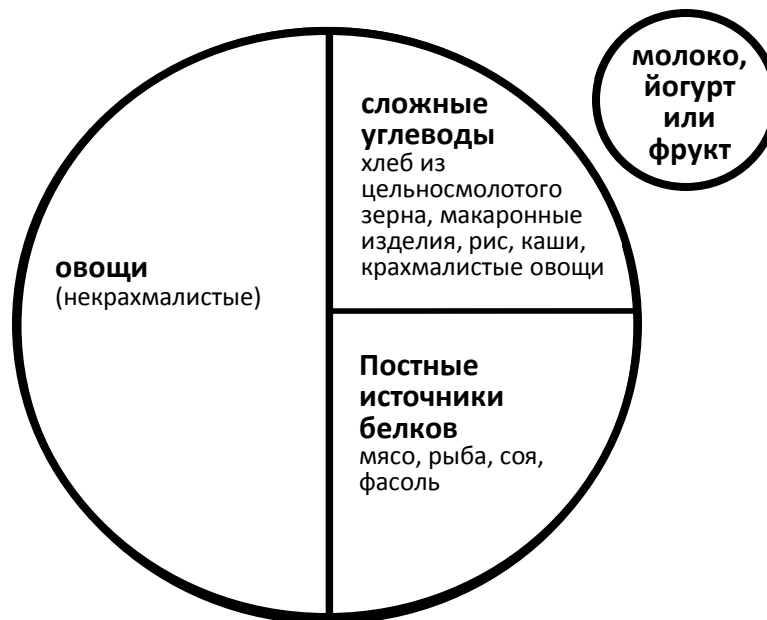 молоко,
йогурт
или
фрукт
сложные
углеводы
хлеб из
цельносмолотого
зерна, макаронные
изделия, рис, каши,
крахмалистые овощи
овощи
(некрахмалистые)
Постные
источники
белков
мясо, рыба, соя,
фасоль